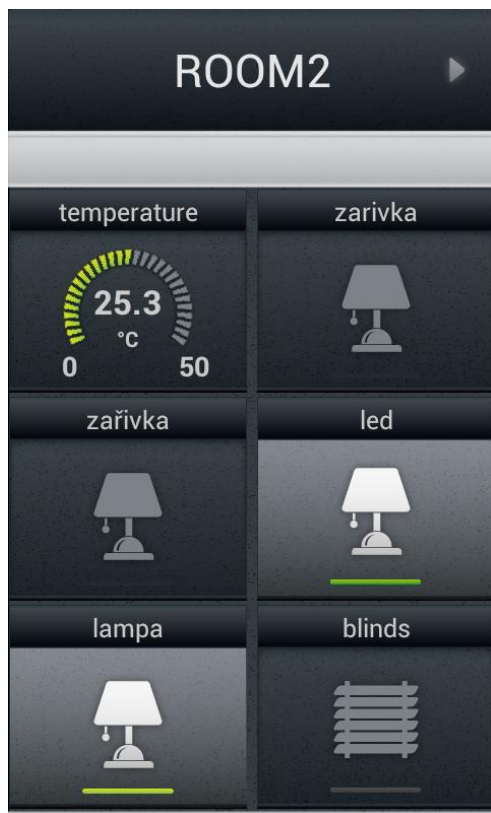 ROOM2
temperature
zarivka
25.3
°C
0
50
zařivka
led
lampa
blinds